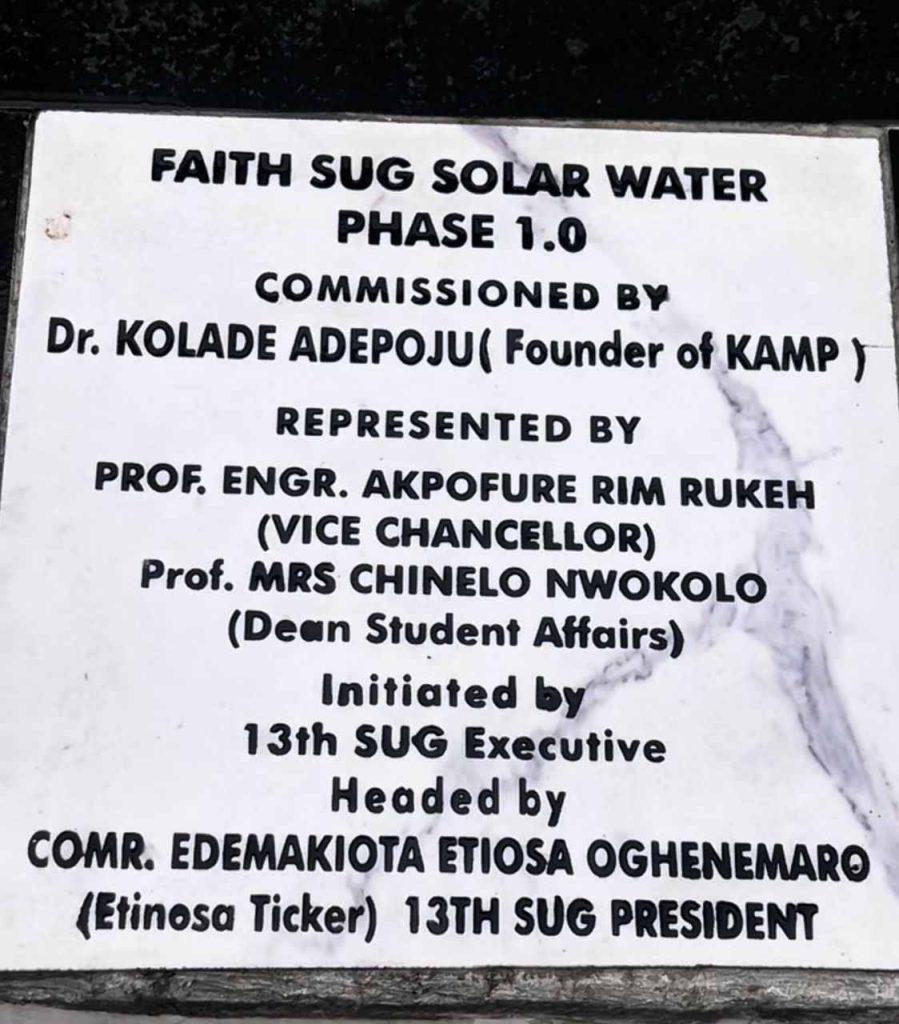 FAITH SUG SOLAR WATER
PHASE 1.0
COMMISSIONED BY
Dr. KOLADE ADEPOJU( Founder of KAMP )
REPRESENTED BY
PROF. ENGR. AKPOFURE RIM RUKEH
(VICE CHANCELLOR)
Prof. MRS CHINELO NWOKOLO
(Dean Student Affairs)
Initiated by
13th SUG Executive
Headed by
COMR. EDEMAKIOTA ETIOSA OGHENEMARO
(Etinosa Ticker) 13TH SUG PRESIDENT